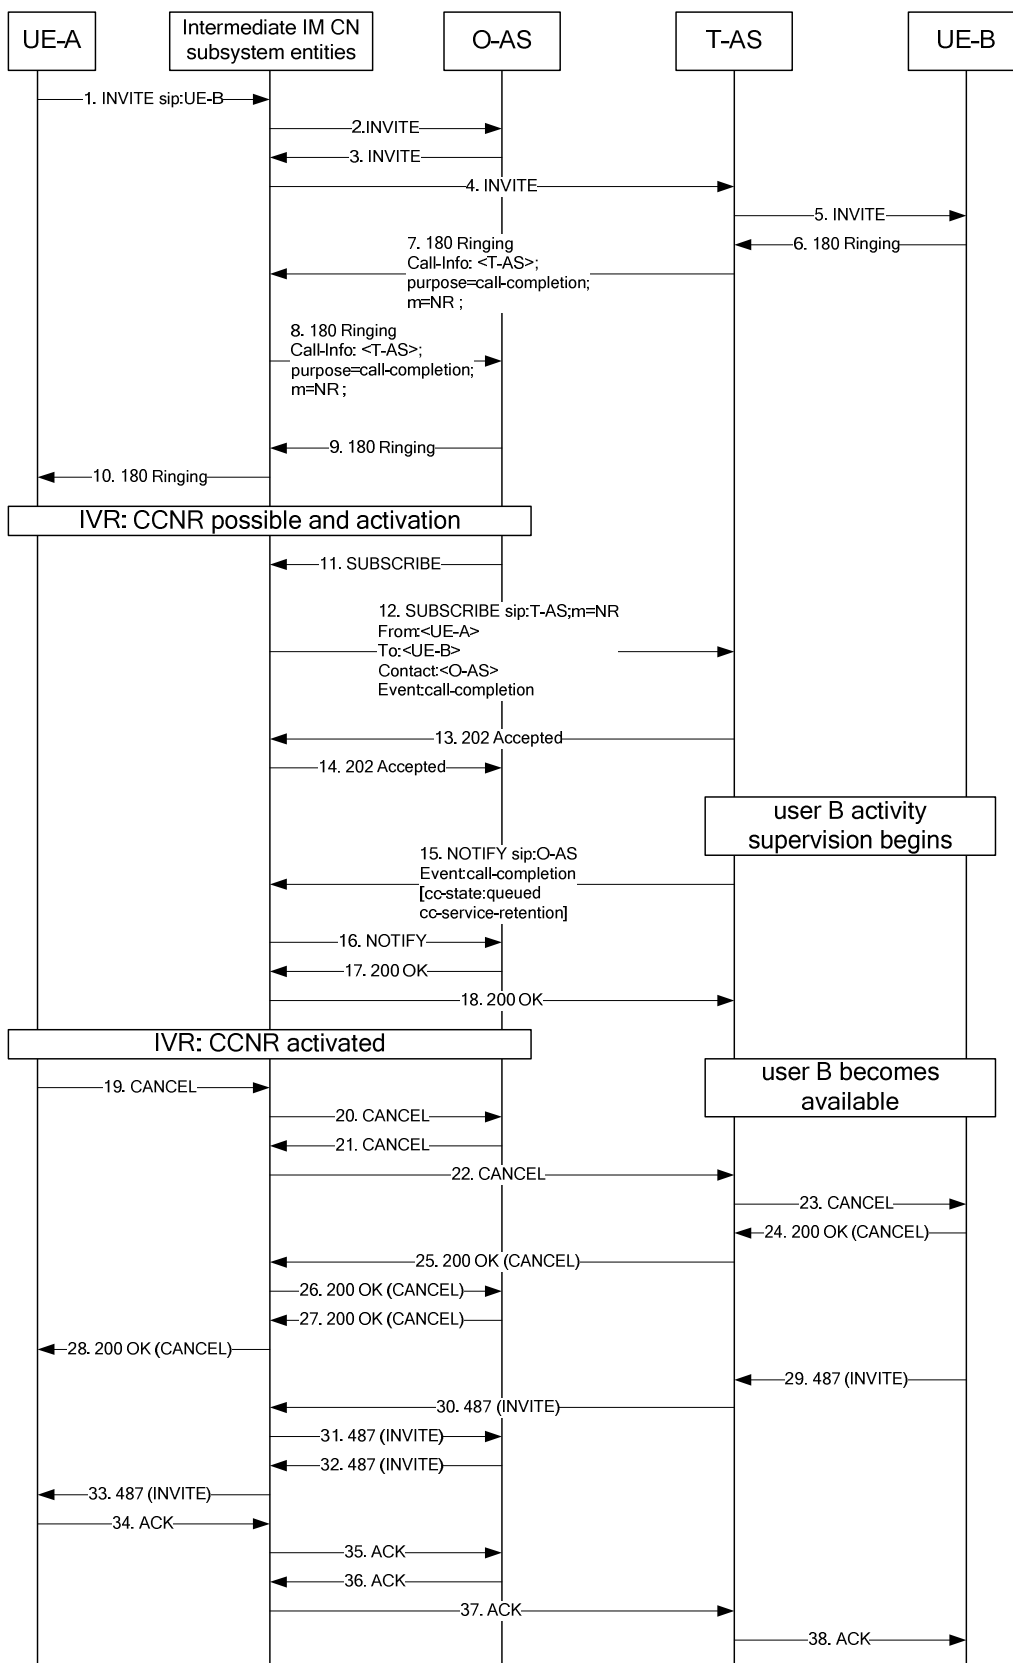 UE-A
Intermediate IM CN
subsystem entities
O-AS
T-AS
UE-B
1. INVITE sip:UE-B
2.INVITE
3. INVITE
4. INVITE
5. INVITE
6. 180 Ringing
7. 180 Ringing
Call-Info: <T-AS>;
purpose=call-completion;
m=NR ;
8. 180 Ringing
Call-Info: <T-AS>;
purpose=call-completion;
m=NR ;
9. 180 Ringing
10. 180 Ringing
IVR: CCNR possible and activation
11. SUBSCRIBE
12. SUBSCRIBE sip:T-AS;m=NR
From:<UE-A>
To:<UE-B>
Contact:<O-AS>
Event:call-completion
13. 202 Accepted
14. 202 Accepted
user B activity
supervision begins
15. NOTIFY sip:O-AS
Event:call-completion
[cc-state:queued
cc-service-retention]
16. NOTIFY
17. 200 OK
18. 200 OK
IVR: CCNR activated
user B becomes
available
19. CANCEL
20. CANCEL
21. CANCEL
22. CANCEL
23. CANCEL
24. 200 OK (CANCEL)
25. 200 OK (CANCEL)
26. 200 OK (CANCEL)
27. 200 OK (CANCEL)
28. 200 OK (CANCEL)
29. 487 (INVITE)
30. 487 (INVITE)
31. 487 (INVITE)
32. 487 (INVITE)
33. 487 (INVITE)
34. ACK
35. ACK
36. ACK
37. ACK
38. ACK